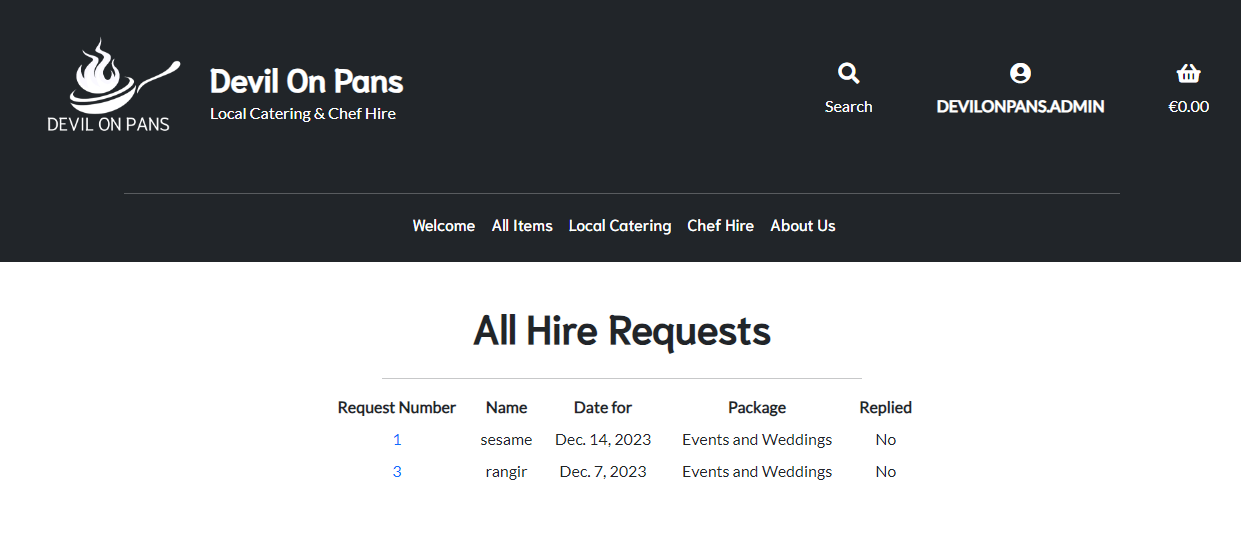 DEVIL ON PANS
Devil On Pans
Local Catering & Chef Hire
Search
DEVILONPANS.ADMIN
€0.00
Welcome All Items Local Catering Chef Hire About Us
All Hire Requests
Request Number Name Date for Package Replied
1 sesame Dec. 14, 2023 Events and Weddings No
3 rangir Dec. 7, 2023 Events and Weddings No